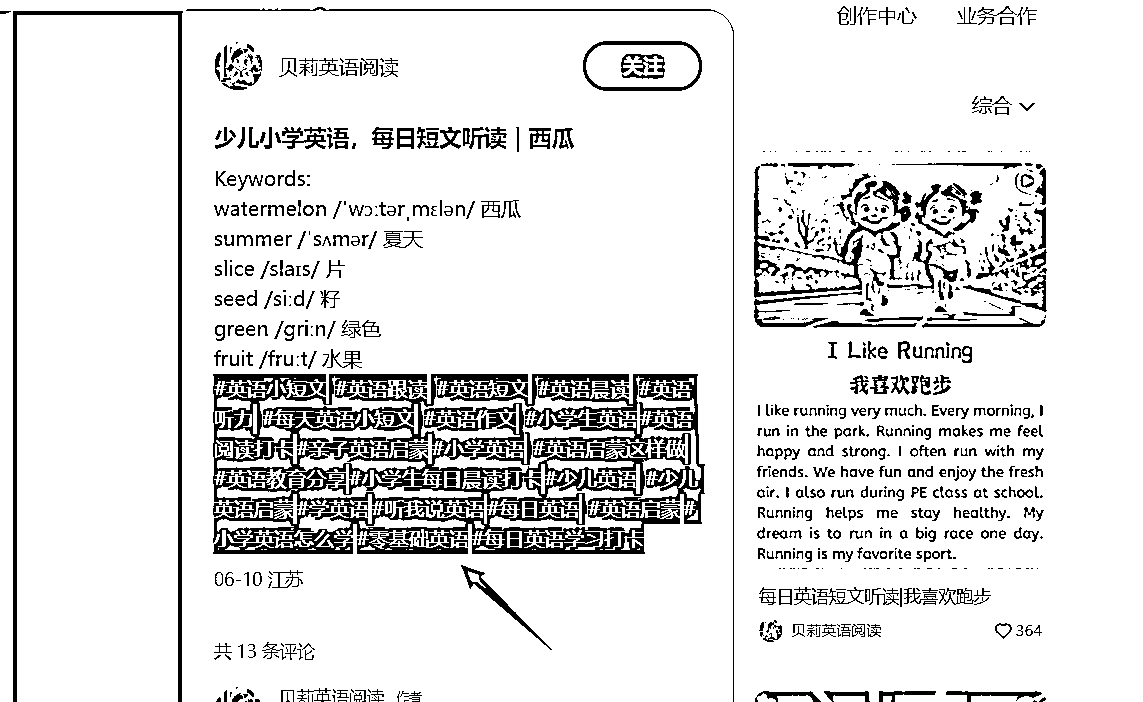 创作中心 业务合作
贝莉英语阅读
关注
综合
少儿小学英语，每日短文听读｜西瓜
Keywords:
watermelon /ˈwɔːtərˌmɛlən/ 西瓜
summer /ˈsʌmər/ 夏天
slice /slaɪs/ 片
seed /siːd/ 籽
green /ɡriːn/ 绿色
fruit /fruːt/ 水果
#英语小短文 #英语跟读 #英语短文 #英语晨读 #英语
听力 #每天英语小短文 #英语作文 #小学生英语#英语
阅读打卡#亲子英语启蒙#小学英语 #英语启蒙这样做
#英语教育分享#小学生每日晨读打卡#少儿英语 #少儿
英语启蒙#学英语#听我说英语#每日英语 #英语启蒙#
小学英语怎么学#零基础英语#每日英语学习打卡
06-10 江苏
共 13 条评论
贝莉英语阅读 作者
I Like Running
我喜欢跑步
I like running very much. Every morning, I
run in the park. Running makes me feel
happy and strong. I often run with my
friends. We have fun and enjoy the fresh
air. I also run during PE class at school.
Running helps me stay healthy. My
dream is to run in a big race one day.
Running is my favorite sport.
每日英语短文听读|我喜欢跑步
贝莉英语阅读 364